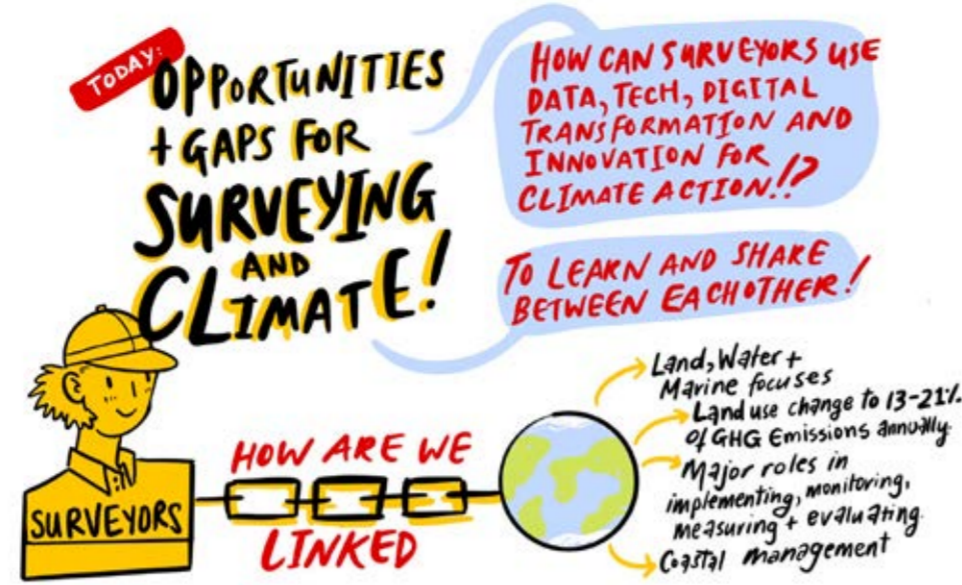 TODAY:
OPPORTUNITIES
+ GAPS FOR
SURVEYING
AND
CLIMATE!
HOW CAN SURVEYORS USE
DATA, TECH, DIGITAL
TRANSFORMATION AND
INNOVATION FOR
CLIMATE ACTION!!?
TO LEARN AND SHARE
BETWEEN EACHOTHER!
SURVEYORS
HOW ARE WE
LINKED
Land, Water +
Marine focuses
Land use change to 13-21%
of GHG Emissions annually
Major roles in
implementing, monitoring,
measuring + evaluating.
Coastal management